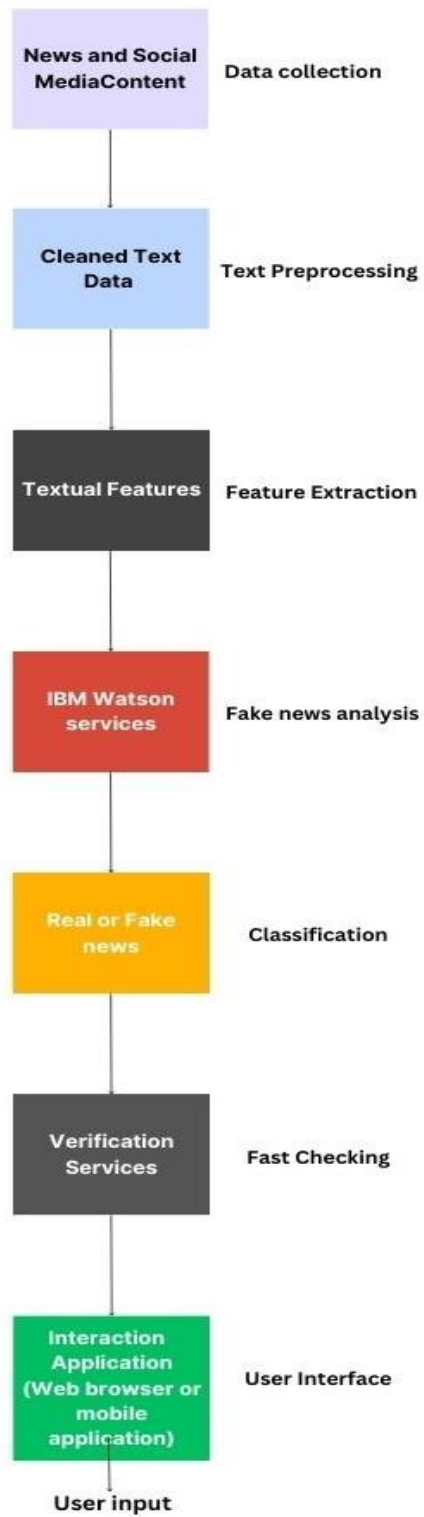 News and Social
MediaContent
Data collection
Cleaned Text
Data
Text Preprocessing
Textual Features
Feature Extraction
IBM Watson
services
Fake news analysis
Real or Fake
news
Classification
Verification
Services
Fast Checking
Interaction
Application
(Web browser or
mobile
application)
User Interface
User input